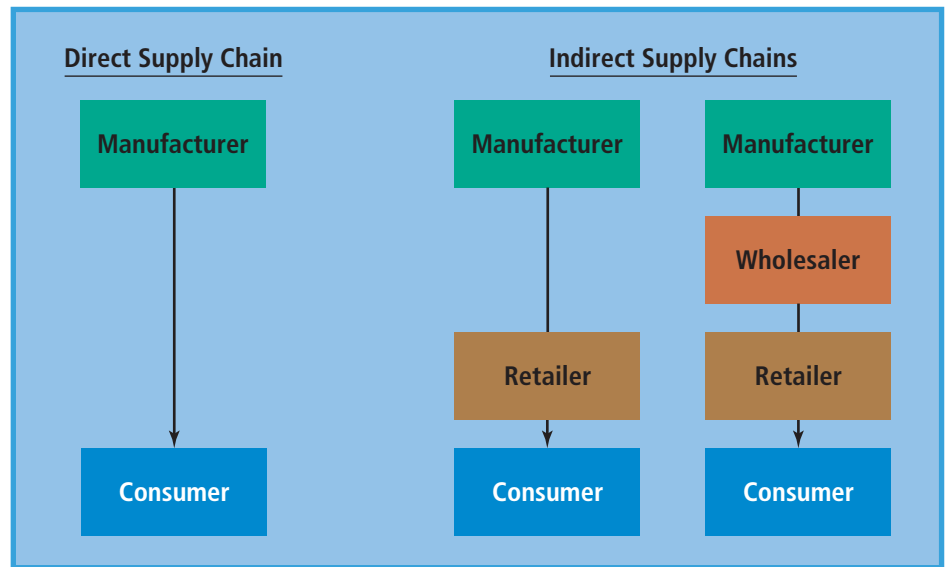 Direct Supply Chain
Indirect Supply Chains
Manufacturer
Manufacturer
Manufacturer
Wholesaler
Retailer
Retailer
Consumer
Consumer
Consumer